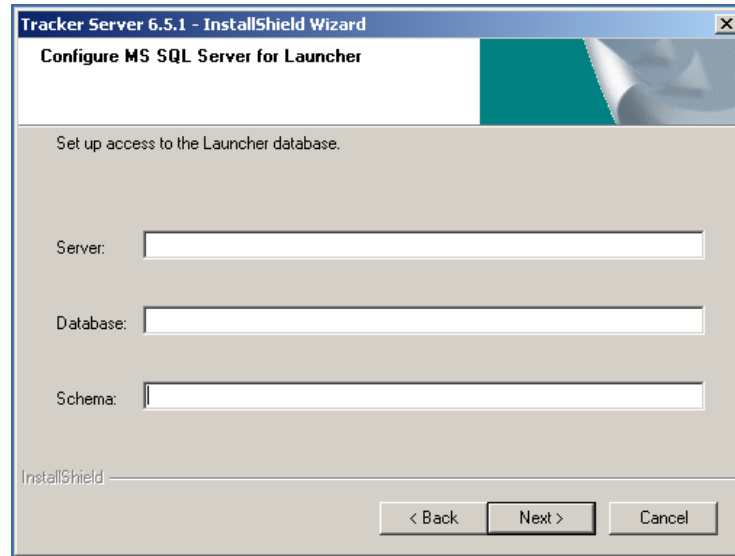 Tracker Server 6.5.1 - InstallShield Wizard
Configure MS SQL Server for Launcher
Set up access to the Launcher database.
Server:
Database:
Schema:
InstallShield
< Back Next > Cancel